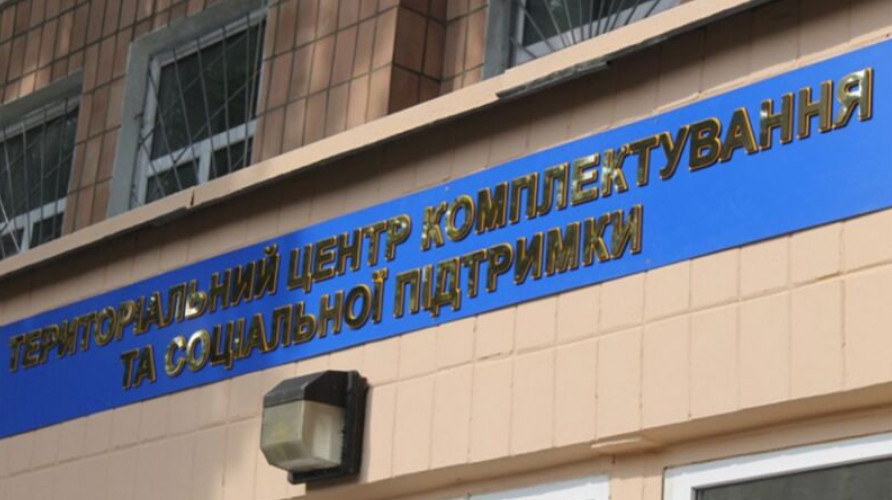 ТЕРИТОРІАЛЬНИЙ ЦЕНТР КОМПЛЕКТУВАННЯ
ТА СОЦІАЛЬНОЇ ПІДТРИМКИ